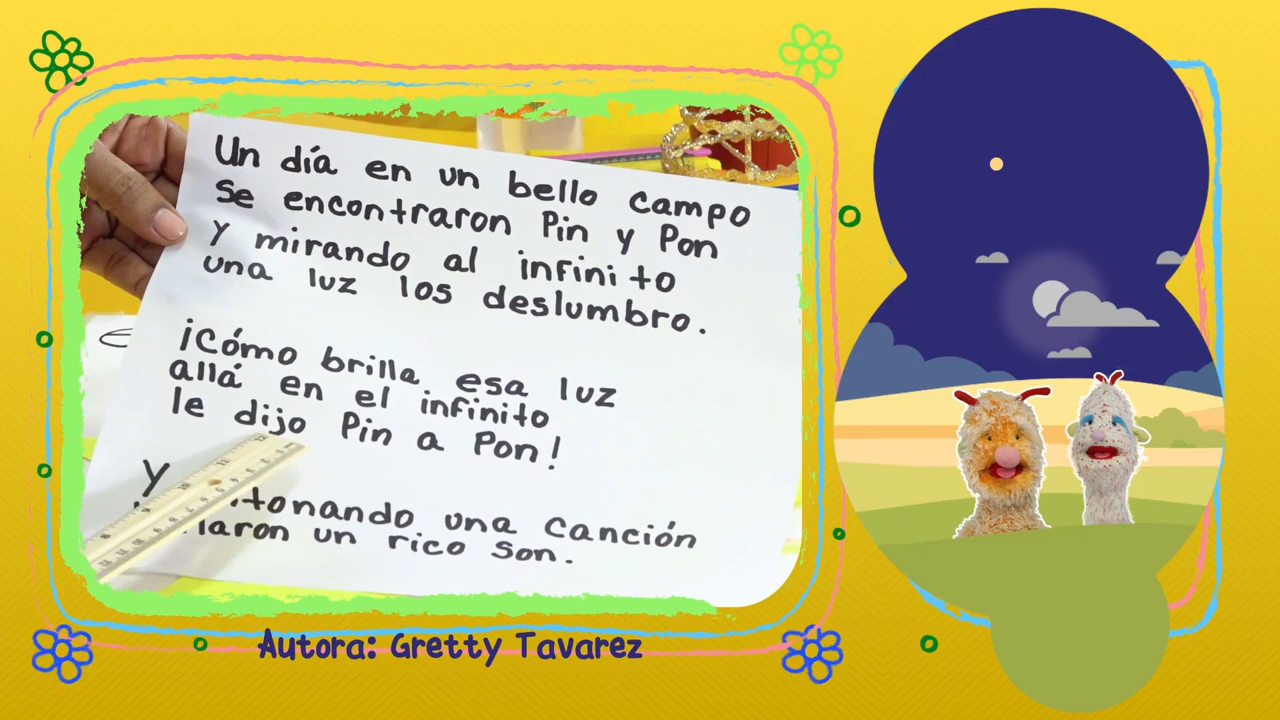 Un día en un bello campo
Se encontraron Pin y Pon
Y mirando al infinito
una luz los deslumbro.
¡Cómo brilla esa luz
allá en el infinito
le dijo Pin a Pon!
Y una canción
un rico son.
Autora: Gretty Tavarez